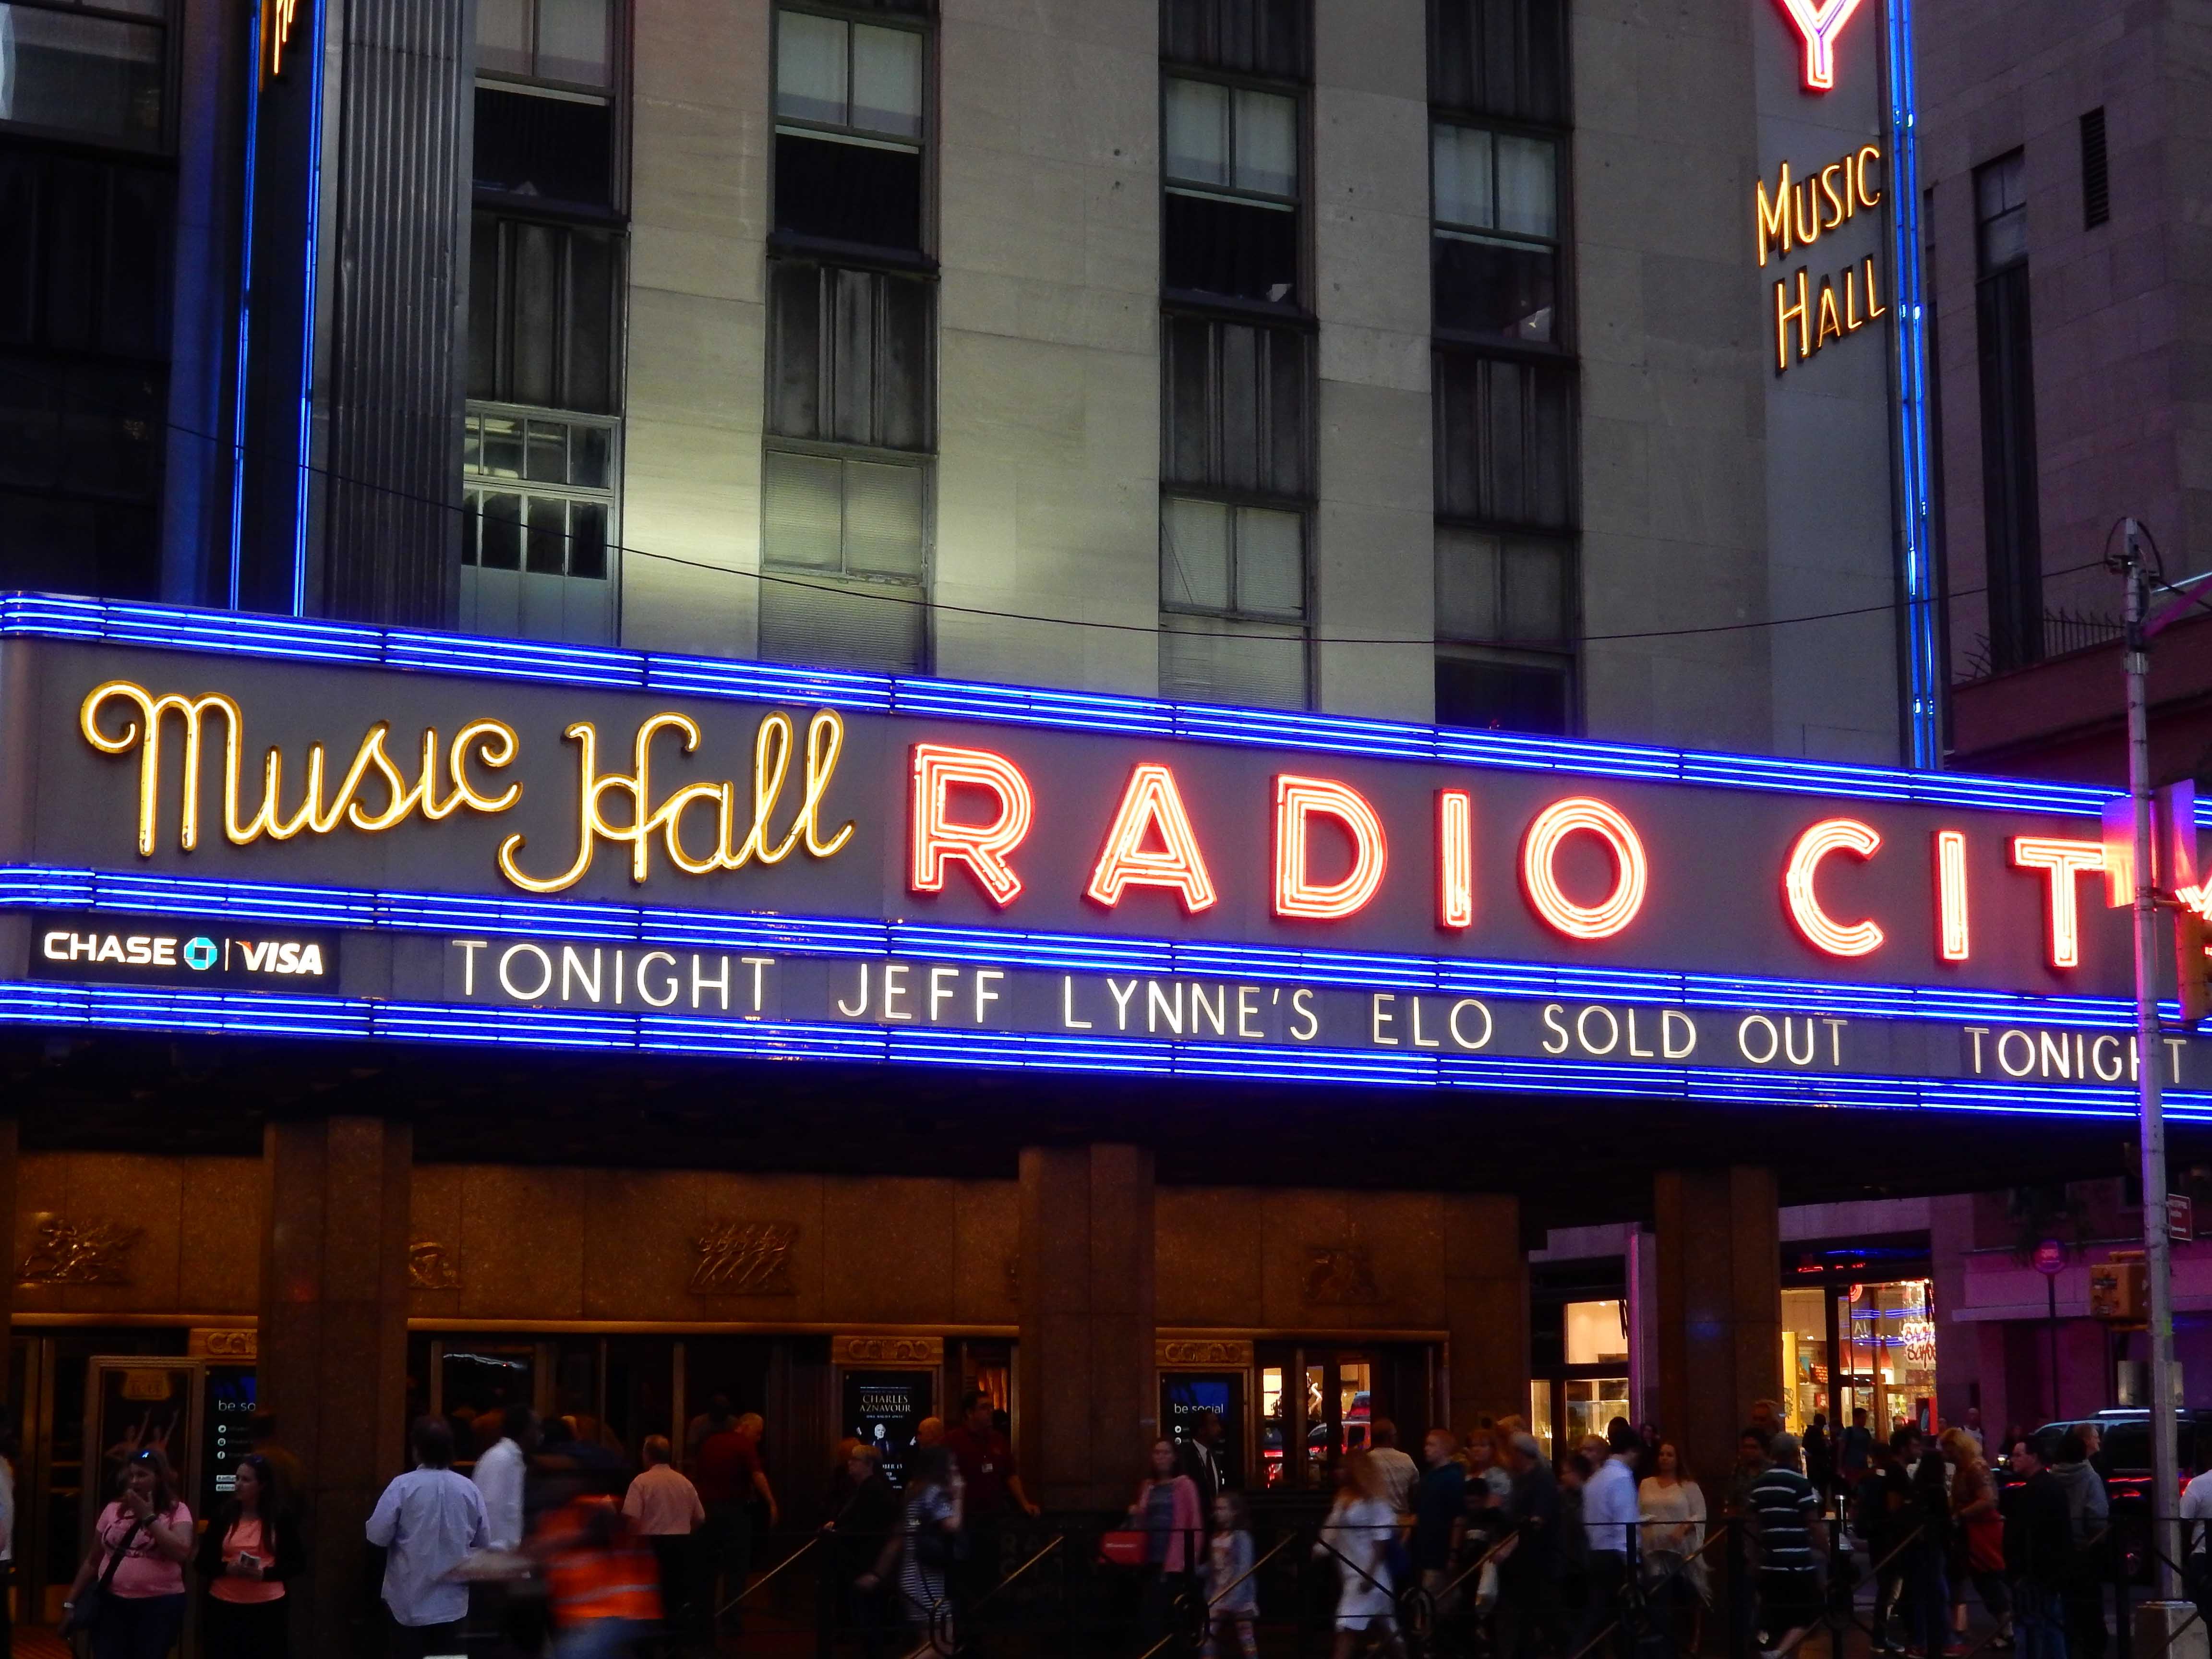 Y
MUSIC
HALL
Music Hall RADIO CITY
CHASE VISA TONIGHT JEFF LYNNE'S ELO SOLD OUT TONIGHT
CHARLES
AZNAVOUR
be so
be social